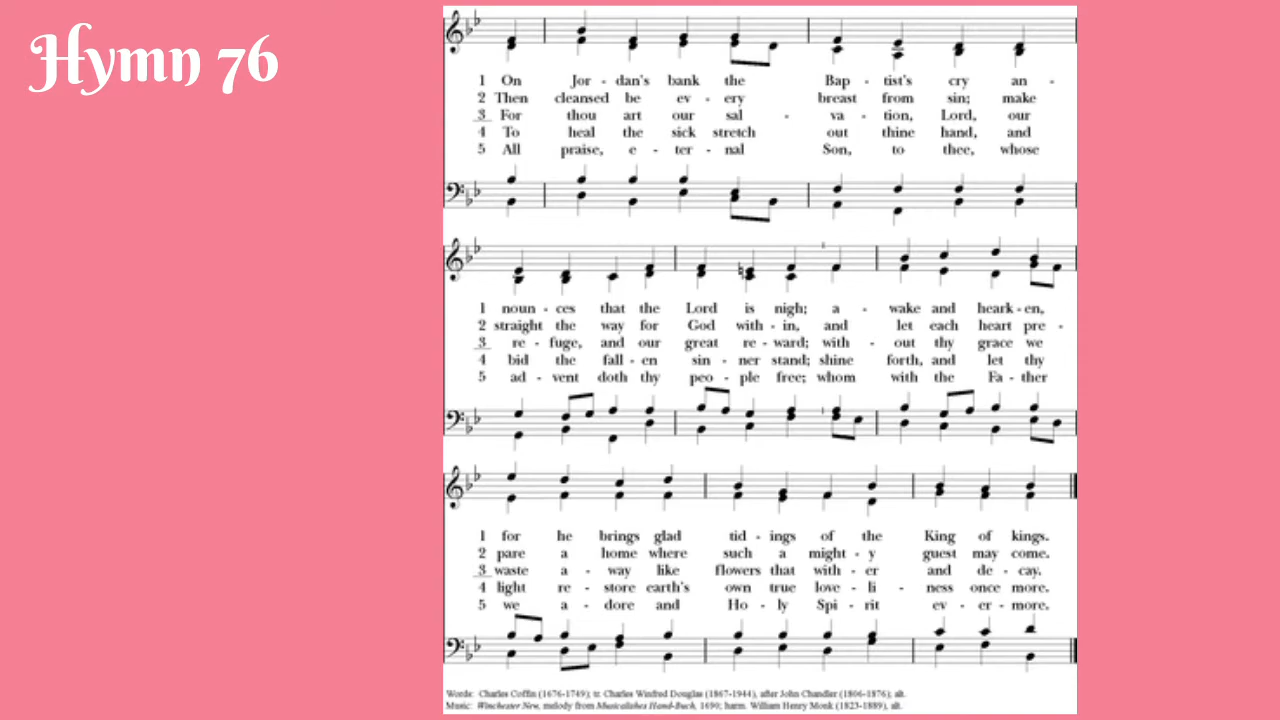 Hymn 76
1 On Jor - dan's bank the Bap - tist's cry an -
2 Then cleansed be ev - ery breast from sin; make
3 For thou art our sal - va - tion, Lord, our
4 To heal the sick stretch out thine hand, and
5 All praise, e - ter - nal Son, to thee, whose
1 noun - ces that the Lord is nigh; a - wake and heark - en,
2 straight the way for God with - in, and let each heart pre -
3 re - fuge, and our great re - ward; with - out thy grace we
4 bid the fall - en sin - ner stand; shine forth, and let thy
5 ad - vent doth thy peo - ple free; whom with the Fa - ther
1 for he brings glad tid - ings of the King of kings.
2 pare a home where such a might - y guest may come.
3 waste a - way like flowers that with - er and de - cay.
4 light re - store earth's own true love - li - ness once more.
5 we a - dore and Ho - ly Spi - rit ev - er - more.
Words: Charles Coffin (1676-1749); tr. Charles Winfred Douglas (1867-1944), after John Chandler (1806-1876); alt.
Music: Winchester New, melody from Musicalishes Hand-Buch, 1690; harm. William Henry Monk (1823-1889), alt.